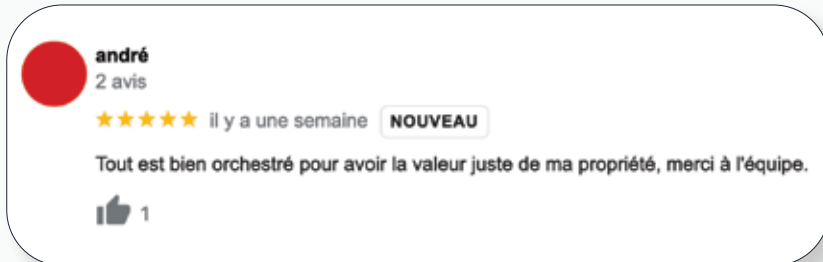 andré
2 avis
il y a une semaine NOUVEAU
Tout est bien orchestré pour avoir la valeur juste de ma propriété, merci à l'équipe.
1